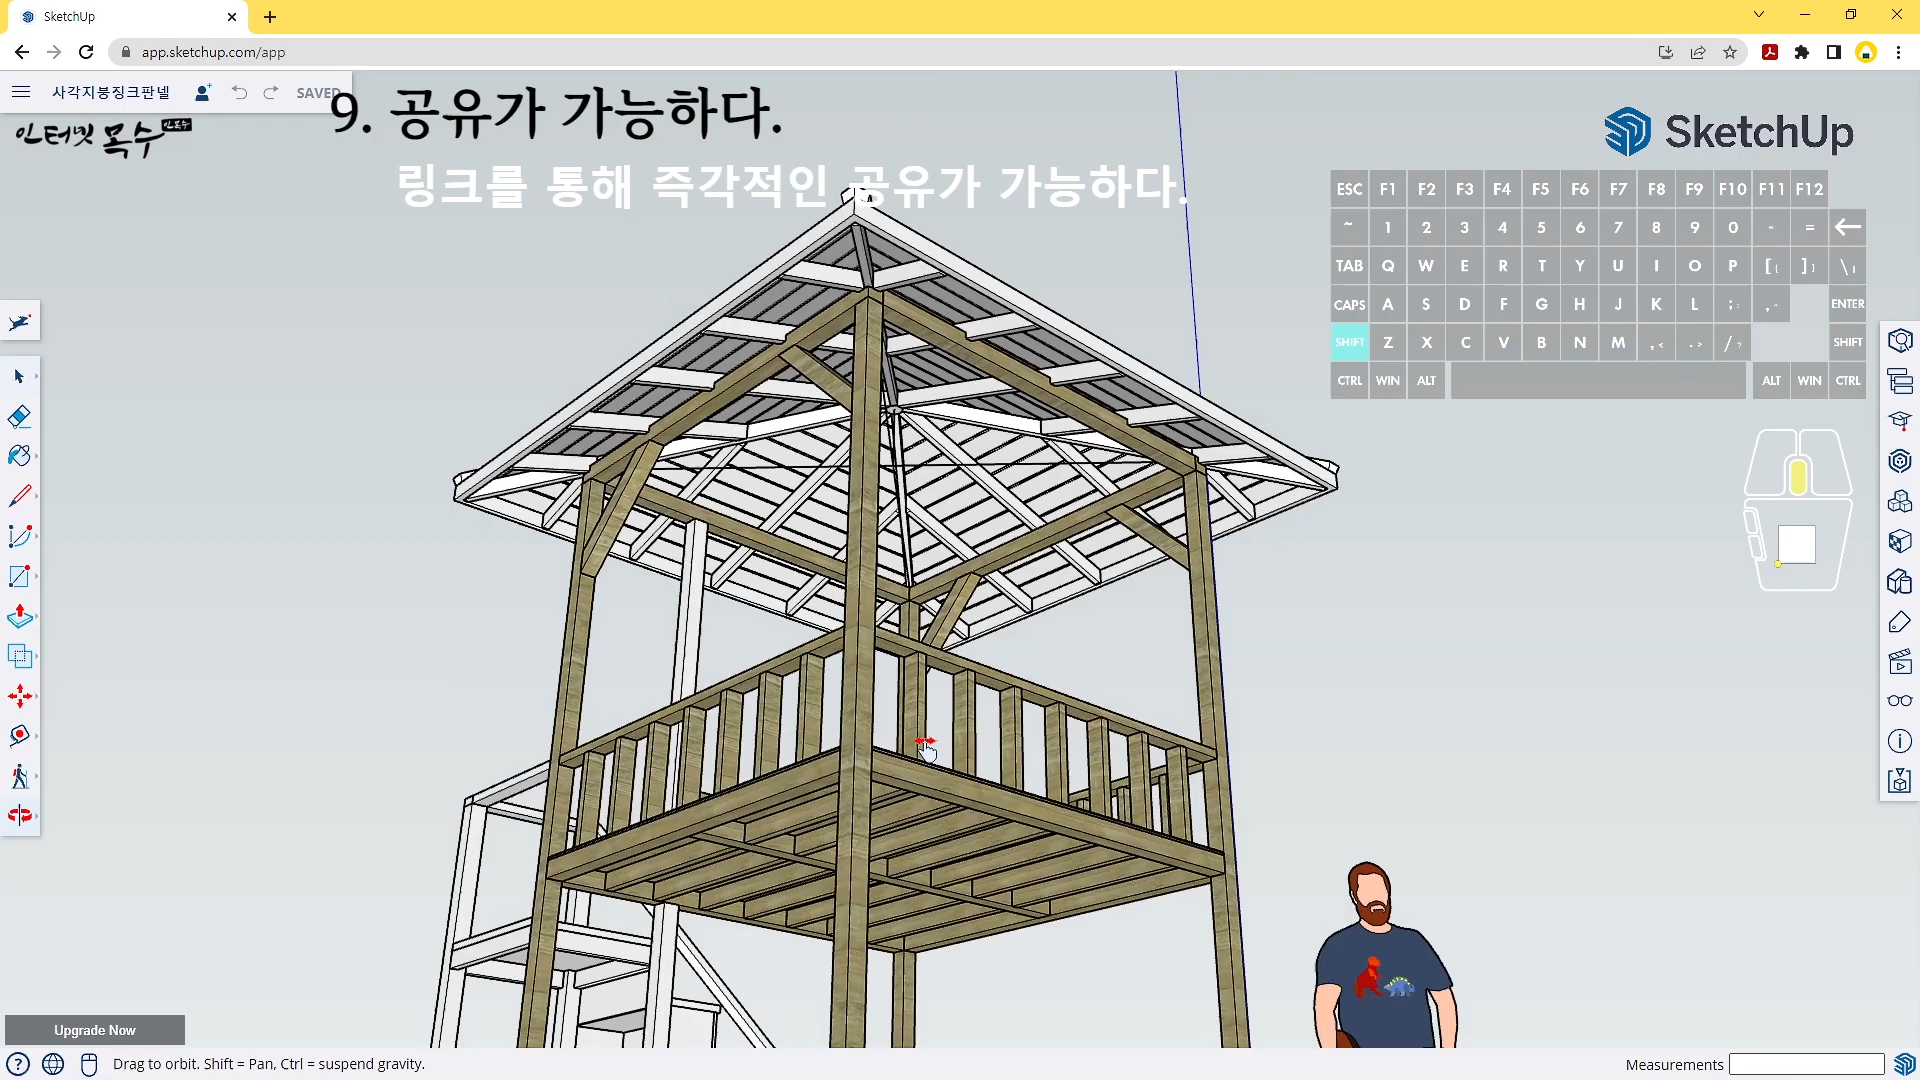 SketchUp
app.sketchup.com/app
사각지붕징크판넬
SAVED
9. 공유가 가능하다.
인터넷 목수
링크를 통해 즉각적인 공유가 가능하다.
SketchUp
ESC F1 F2 F3 F4 F5 F6 F7 F8 F9 F10 F11 F12
~ 1 2 3 4 5 6 7 8 9 0 - = ←
TAB Q W E R T Y U I O P [{ ]} \|
CAPS A S D F G H J K L ;: ENTER
SHIFT Z X C V B N M ,< .> /? SHIFT
CTRL WIN ALT ALT WIN CTRL
Upgrade Now
Drag to orbit. Shift = Pan, Ctrl = suspend gravity.
Measurements